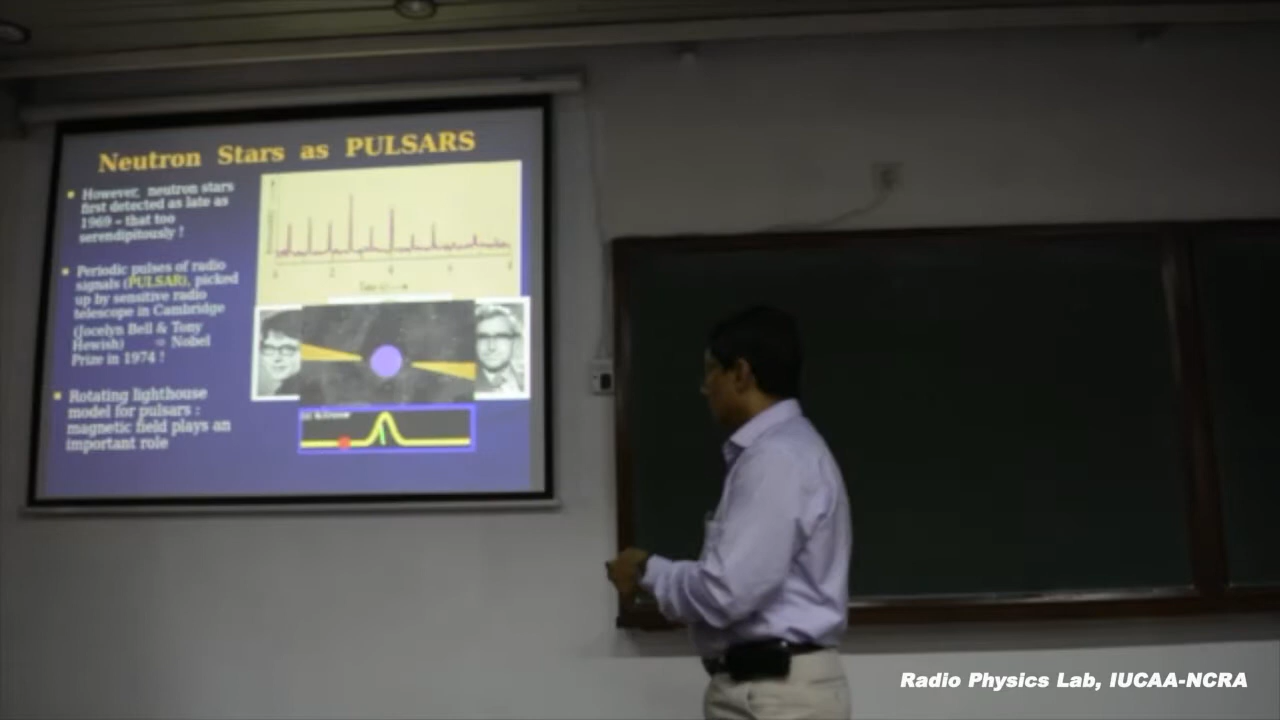 Neutron Stars as PULSARS
However, neutron stars
first detected as late as
1969 – that too
serendipitously !
Periodic pulses of radio
signals (PULSAR), picked
up by sensitive radio
telescope in Cambridge
(Jocelyn Bell & Tony
Hewish) = Nobel
Prize in 1974 !
Rotating lighthouse
model for pulsars :
magnetic field plays an
important role
Radio Physics Lab, IUCAA-NCRA